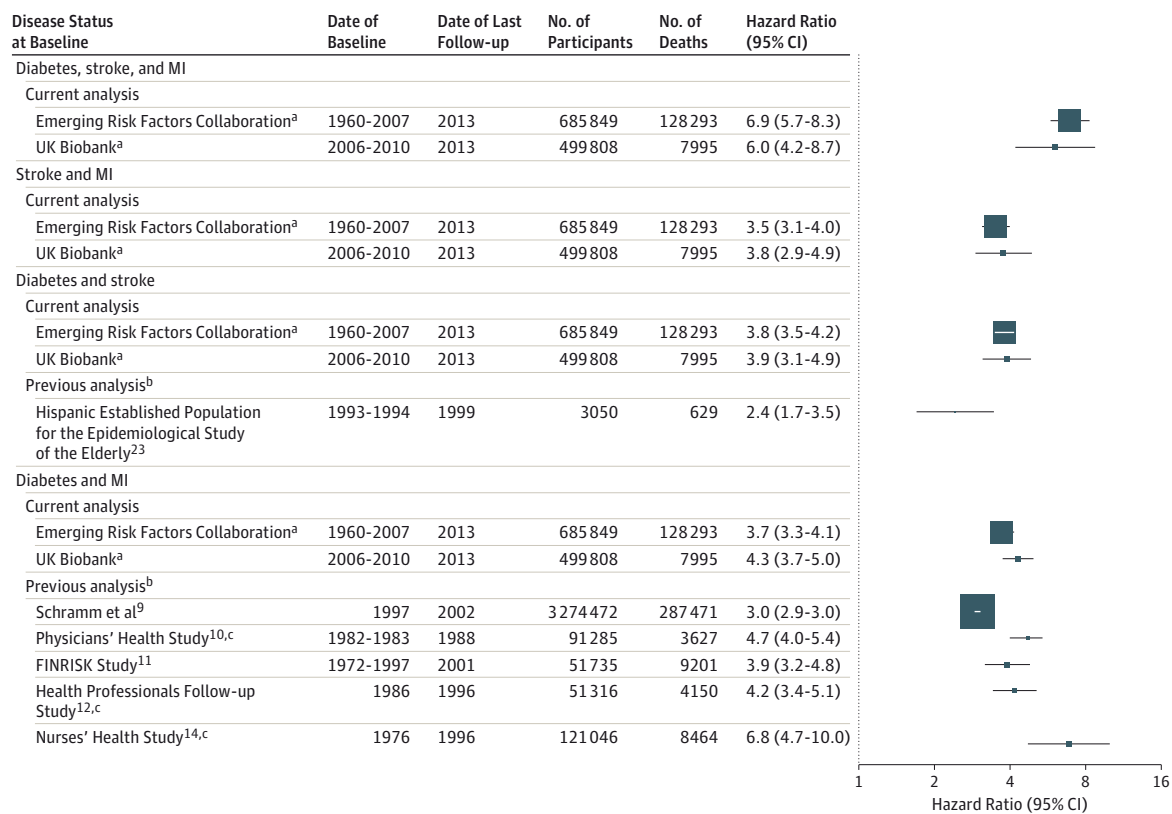 Disease Status at Baseline Date of Baseline Date of Last Follow-up No. of Participants No. of Deaths Hazard Ratio (95% CI)
Diabetes, stroke, and MI
Current analysis
Emerging Risk Factors Collaborationᵃ 1960-2007 2013 685849 128293 6.9 (5.7-8.3)
UK Biobankᵃ 2006-2010 2013 499808 7995 6.0 (4.2-8.7)
Stroke and MI
Current analysis
Emerging Risk Factors Collaborationᵃ 1960-2007 2013 685849 128293 3.5 (3.1-4.0)
UK Biobankᵃ 2006-2010 2013 499808 7995 3.8 (2.9-4.9)
Diabetes and stroke
Current analysis
Emerging Risk Factors Collaborationᵃ 1960-2007 2013 685849 128293 3.8 (3.5-4.2)
UK Biobankᵃ 2006-2010 2013 499808 7995 3.9 (3.1-4.9)
Previous analysisᵇ
Hispanic Established Population 1993-1994 1999 3050 629 2.4 (1.7-3.5)
for the Epidemiological Study
of the Elderly²³
Diabetes and MI
Current analysis
Emerging Risk Factors Collaborationᵃ 1960-2007 2013 685849 128293 3.7 (3.3-4.1)
UK Biobankᵃ 2006-2010 2013 499808 7995 4.3 (3.7-5.0)
Previous analysisᵇ
Schramm et al⁹ 1997 2002 3274472 287471 3.0 (2.9-3.0)
Physicians’ Health Study¹⁰,ᶜ 1982-1983 1988 91285 3627 4.7 (4.0-5.4)
FINRISK Study¹¹ 1972-1997 2001 51735 9201 3.9 (3.2-4.8)
Health Professionals Follow-up 1986 1996 51316 4150 4.2 (3.4-5.1)
Study¹²,ᶜ
Nurses’ Health Study¹⁴,ᶜ 1976 1996 121046 8464 6.8 (4.7-10.0)
1 2 4 8 16
Hazard Ratio (95% CI)